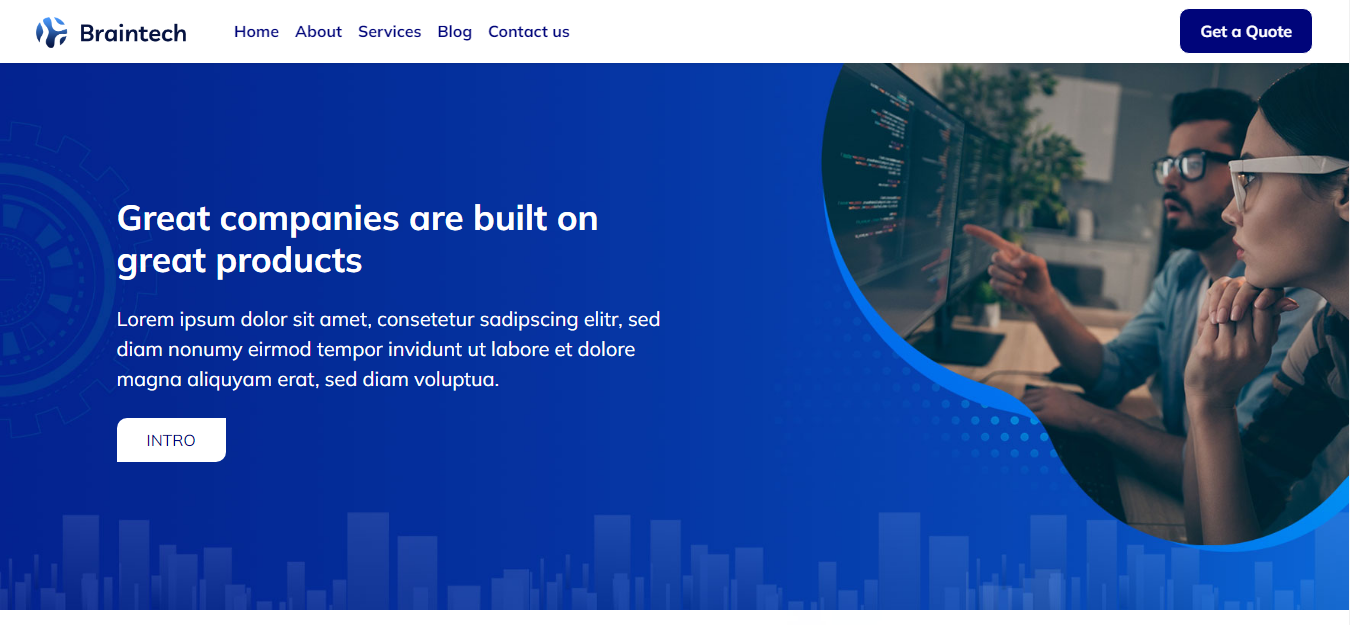 Braintech
Home About Services Blog Contact us
Get a Quote
Great companies are built on
great products
Lorem ipsum dolor sit amet, consetetur sadipscing elitr, sed
diam nonumy eirmod tempor invidunt ut labore et dolore
magna aliquyam erat, sed diam voluptua.
INTRO